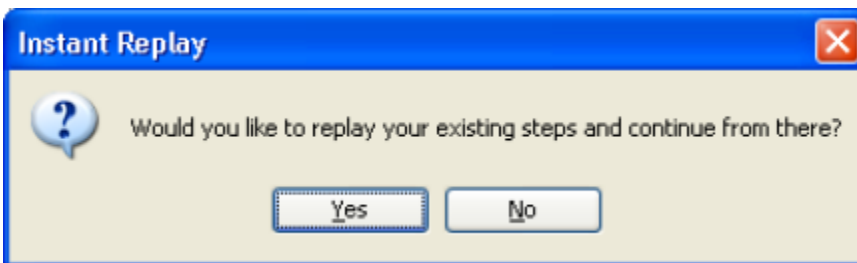 Instant Replay
Would you like to replay your existing steps and continue from there?
Yes
No